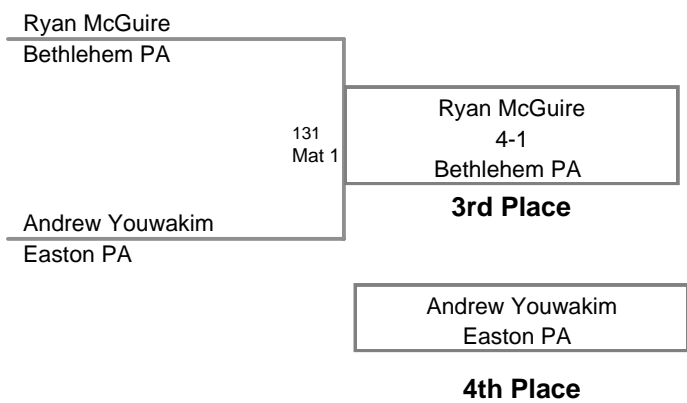 Ryan McGuire
Bethlehem PA
131
Mat 1
Ryan McGuire
4-1
Bethlehem PA
3rd Place
Andrew Youwakim
Easton PA
Andrew Youwakim
Easton PA
4th Place